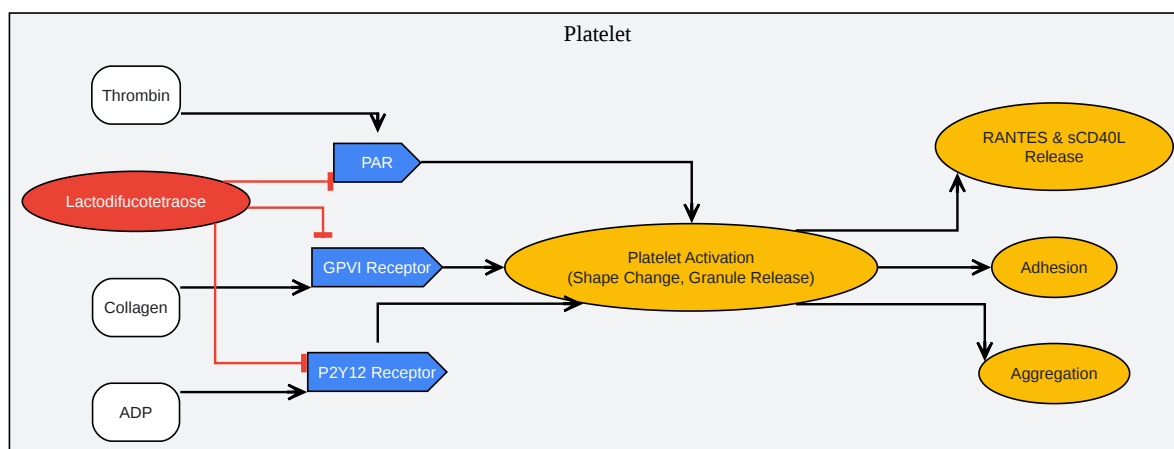 Platelet
Thrombin
PAR
RANTES & sCD40L
Release
Lactodifucotetraose
GPVI Receptor
Platelet Activation
(Shape Change, Granule Release)
Adhesion
Collagen
P2Y12 Receptor
Aggregation
ADP